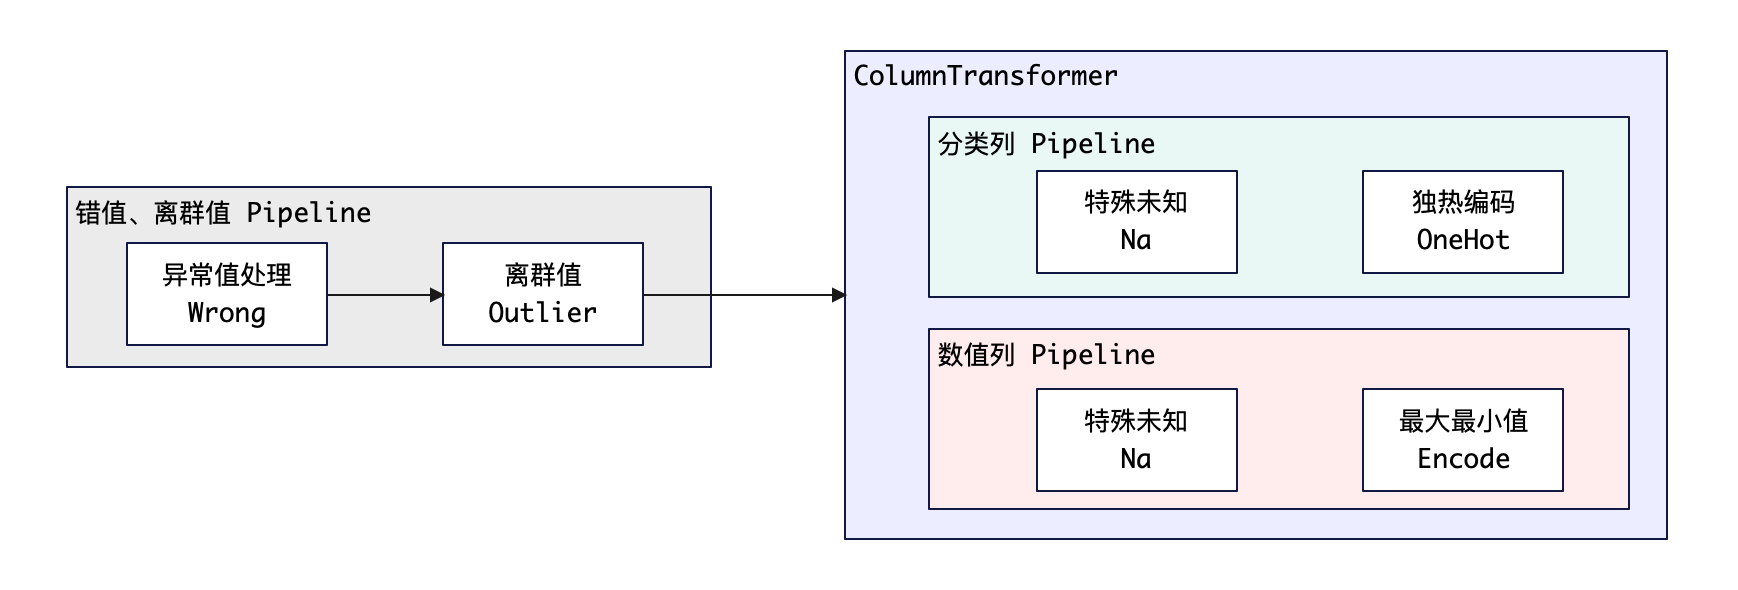 错值、离群值 Pipeline
异常值处理
Wrong
离群值
Outlier
ColumnTransformer
分类列 Pipeline
特殊未知
Na
独热编码
OneHot
数值列 Pipeline
特殊未知
Na
最大最小值
Encode